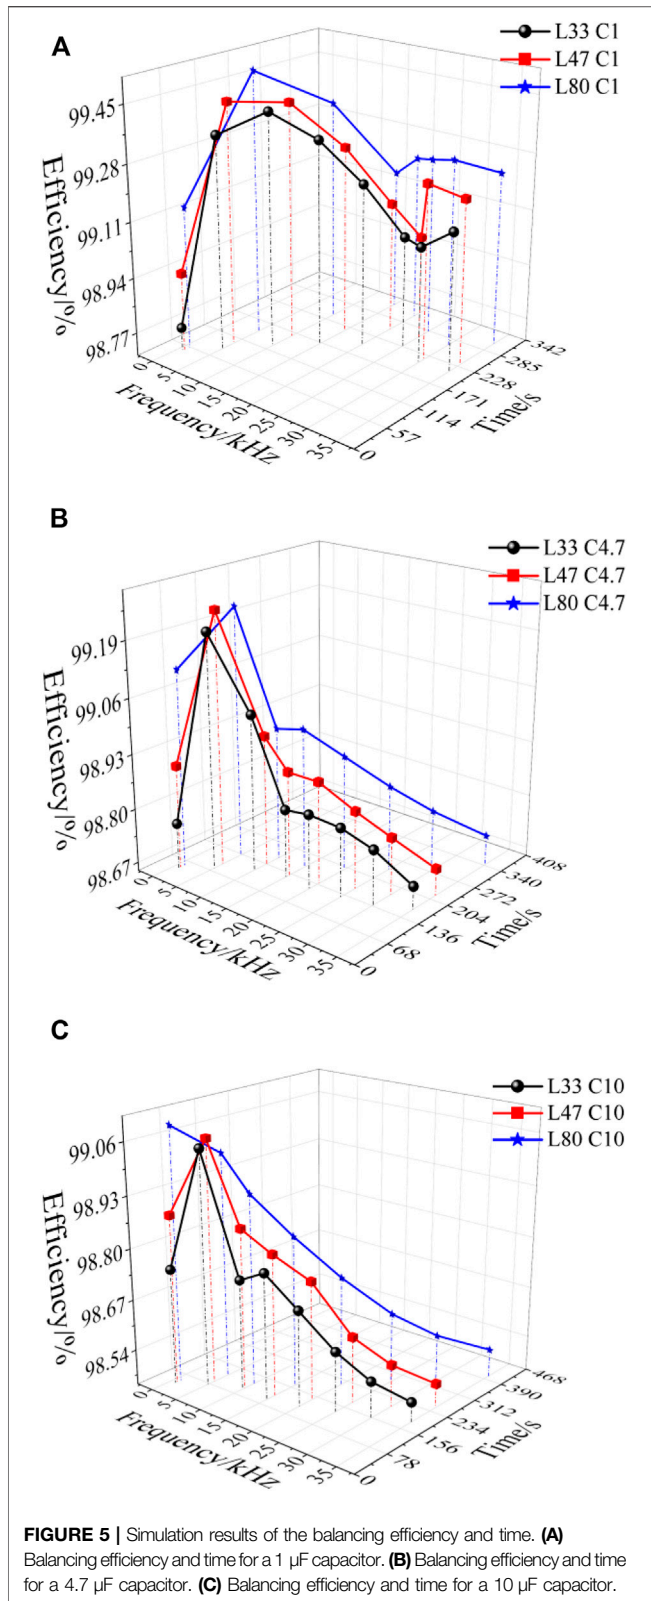 A
L33 C1
L47 C1
L80 C1
Efficiency/%
99.45
99.28
99.11
98.94
98.77
0
5
10
15
20
25
30
35
Frequency/kHz
0
57
114
171
228
285
342
Time/s
B
L33 C4.7
L47 C4.7
L80 C4.7
Efficiency/%
99.19
99.06
98.93
98.80
98.67
0
5
10
15
20
25
30
35
Frequency/kHz
0
68
136
204
272
340
408
Time/s
C
L33 C10
L47 C10
L80 C10
Efficiency/%
99.06
98.93
98.80
98.67
98.54
0
5
10
15
20
25
30
35
Frequency/kHz
0
78
156
234
312
390
468
Time/s
FIGURE 5 | Simulation results of the balancing efficiency and time. (A)
Balancing efficiency and time for a 1 μF capacitor. (B) Balancing efficiency and time
for a 4.7 μF capacitor. (C) Balancing efficiency and time for a 10 μF capacitor.